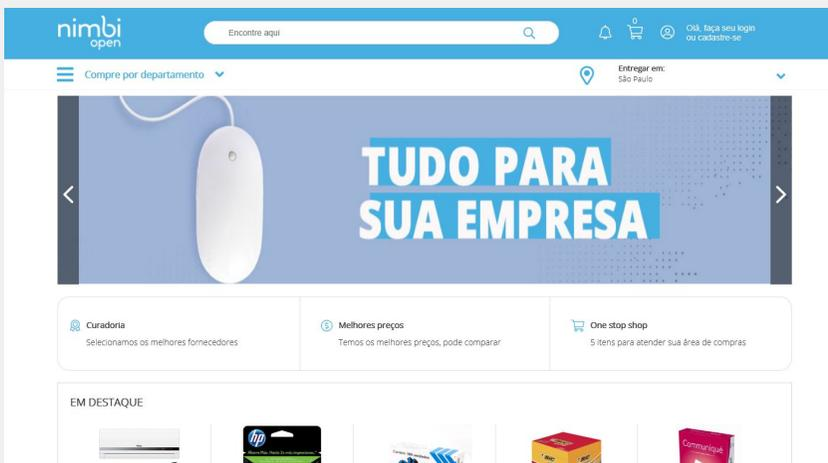 nimbi
open
Encontre aqui
0
Olá, faça seu login
ou cadastre-se
Compre por departamento
Entregar em:
São Paulo
TUDO PARA
SUA EMPRESA
Curadoria
Selecionamos os melhores fornecedores
Melhores preços
Temos os melhores preços, pode comparar
One stop shop
5 itens para atender sua área de compras
EM DESTAQUE
hp
BIC
BIC
Communiqué